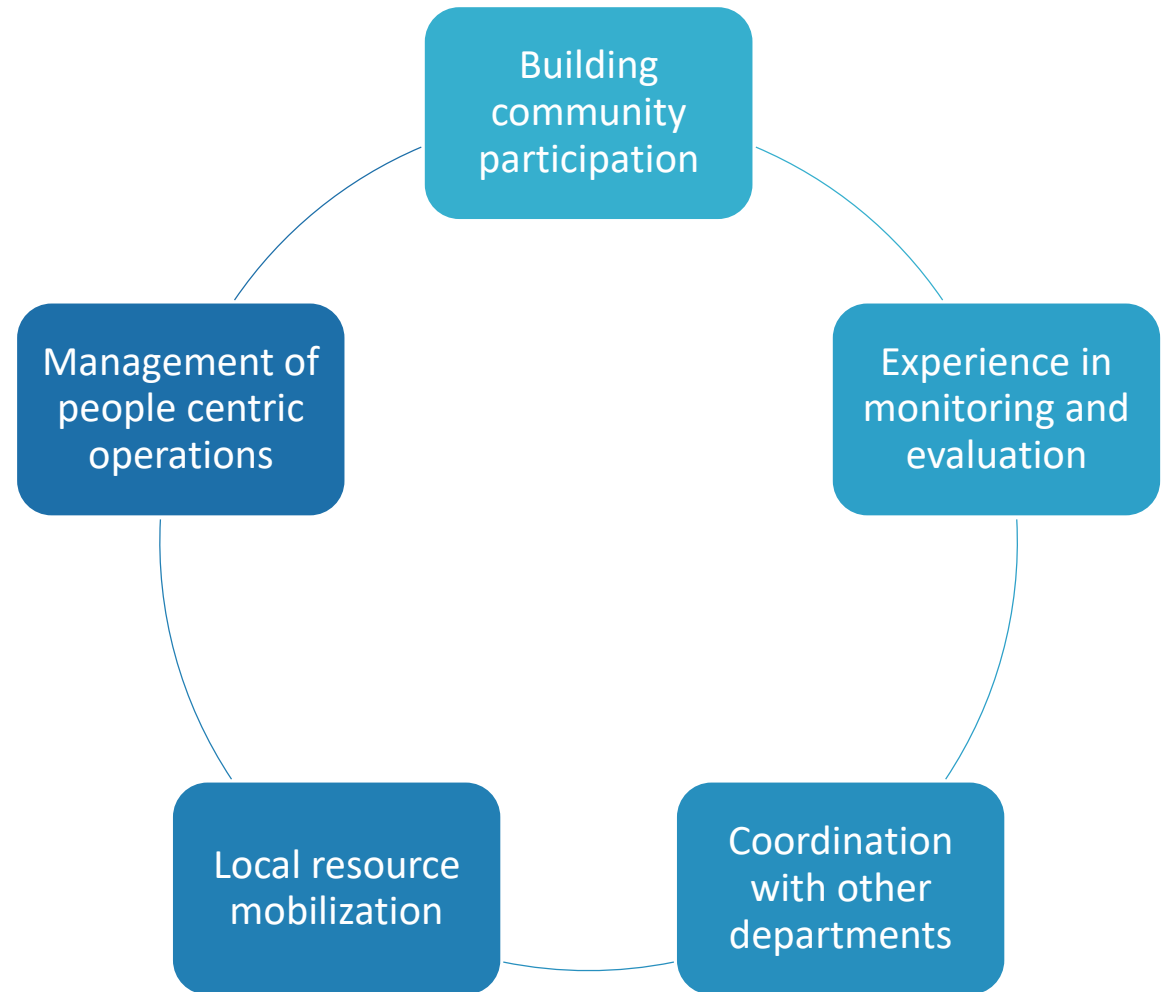 Building
community
participation
Experience in
monitoring and
evaluation
Coordination
with other
departments
Local resource
mobilization
Management of
people centric
operations